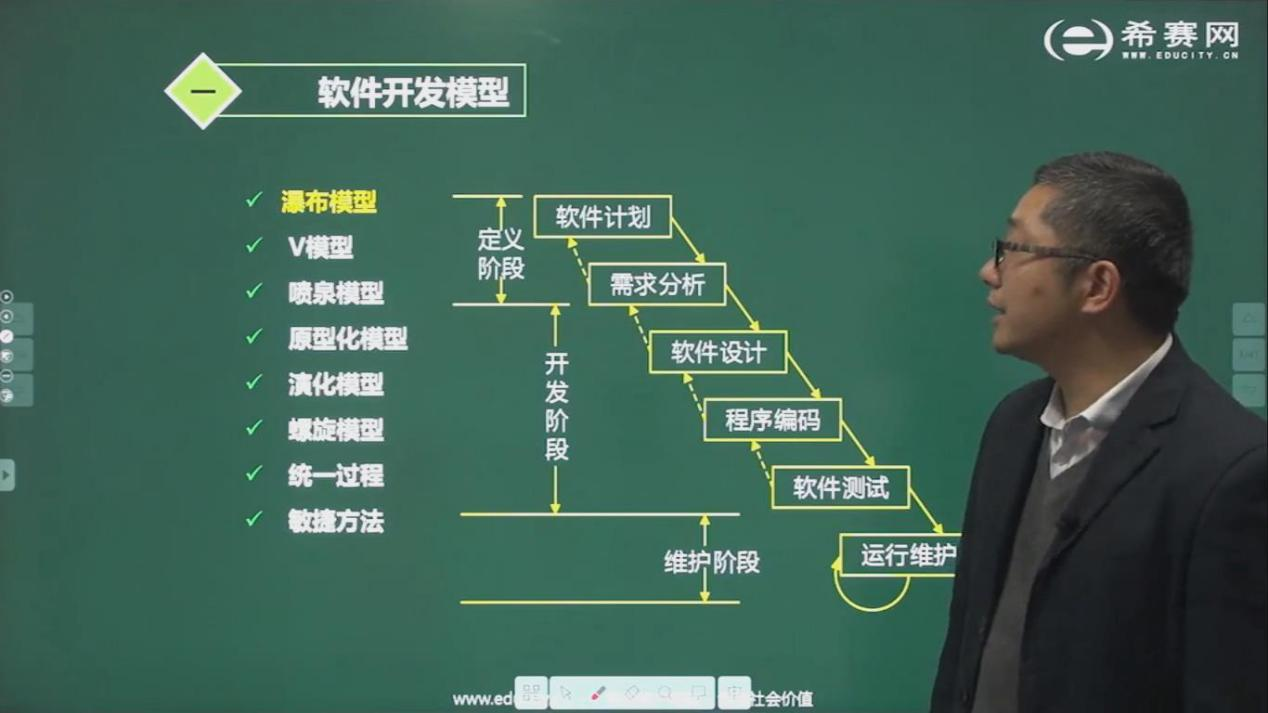 希赛网
WWW.EDUCITY.CN
一
软件开发模型
瀑布模型
V模型
喷泉模型
原型化模型
演化模型
螺旋模型
统一过程
敏捷方法
定义
阶段
开
发
阶
段
维护阶段
软件计划
需求分析
软件设计
程序编码
软件测试
运行维护
www.ed
社会价值